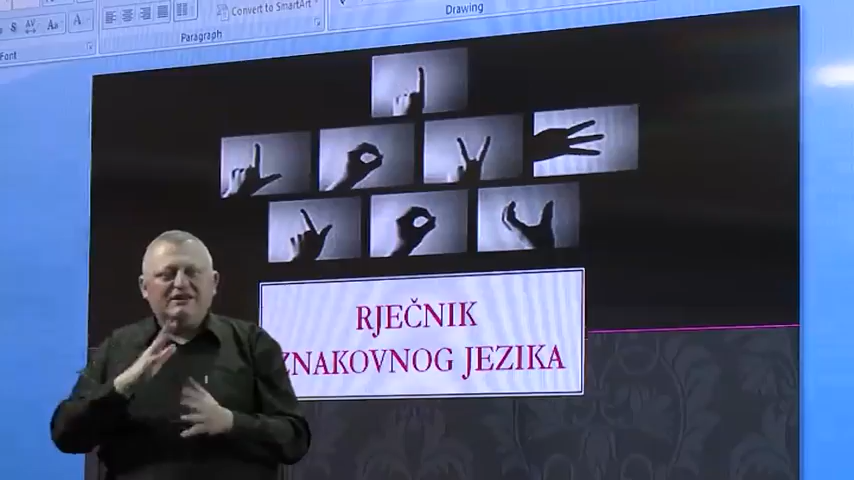 Convert to SmartArt
Font
Paragraph
Drawing
RJEČNIK
ZNAKOVNOG JEZIKA